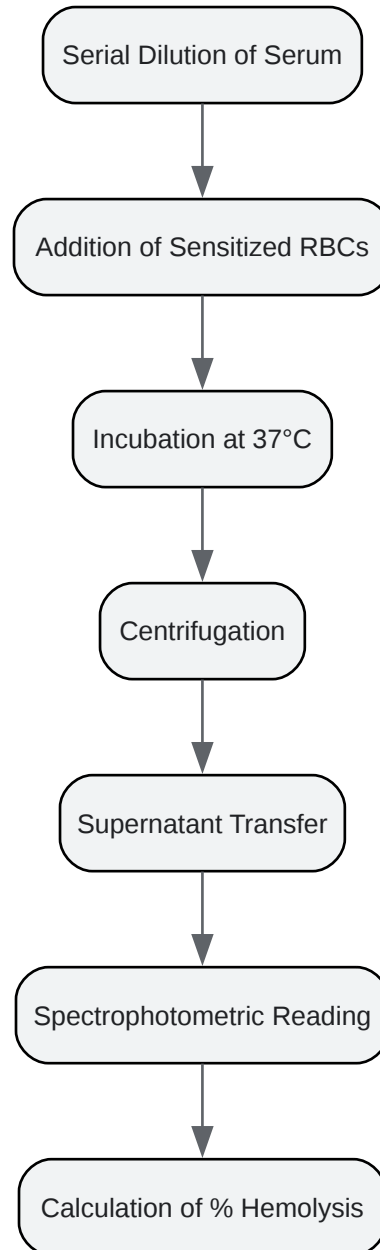 Serial Dilution of Serum
Addition of Sensitized RBCs
Incubation at 37°C
Centrifugation
Supernatant Transfer
Spectrophotometric Reading
Calculation of % Hemolysis